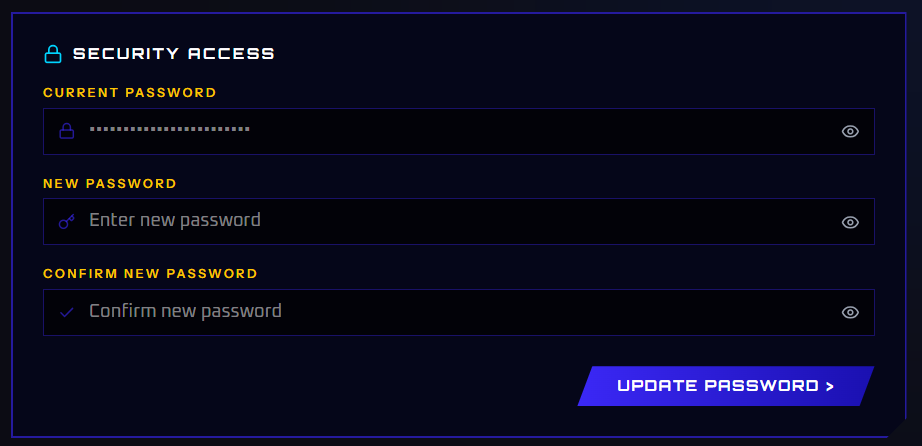 SECURITY ACCESS
CURRENT PASSWORD
························
NEW PASSWORD
Enter new password
CONFIRM NEW PASSWORD
Confirm new password
UPDATE PASSWORD >